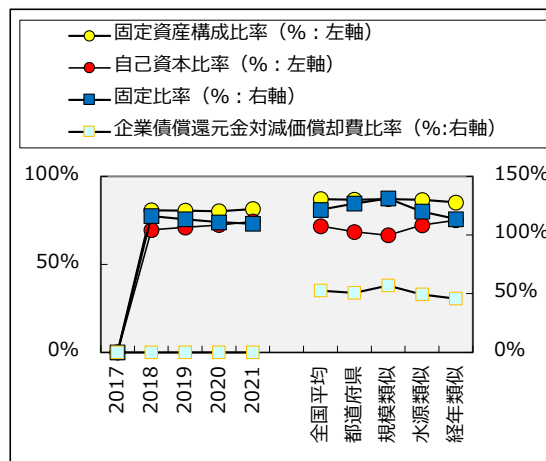 固定資産構成比率（%：左軸）
自己資本比率（%：左軸）
固定比率（%：右軸）
企業債償還元金対減価償却費比率（%:右軸）
100%
50%
0%
150%
100%
50%
0%
2017
2018
2019
2020
2021
全国平均
都道府県
規模類似
水源類似
経年類似